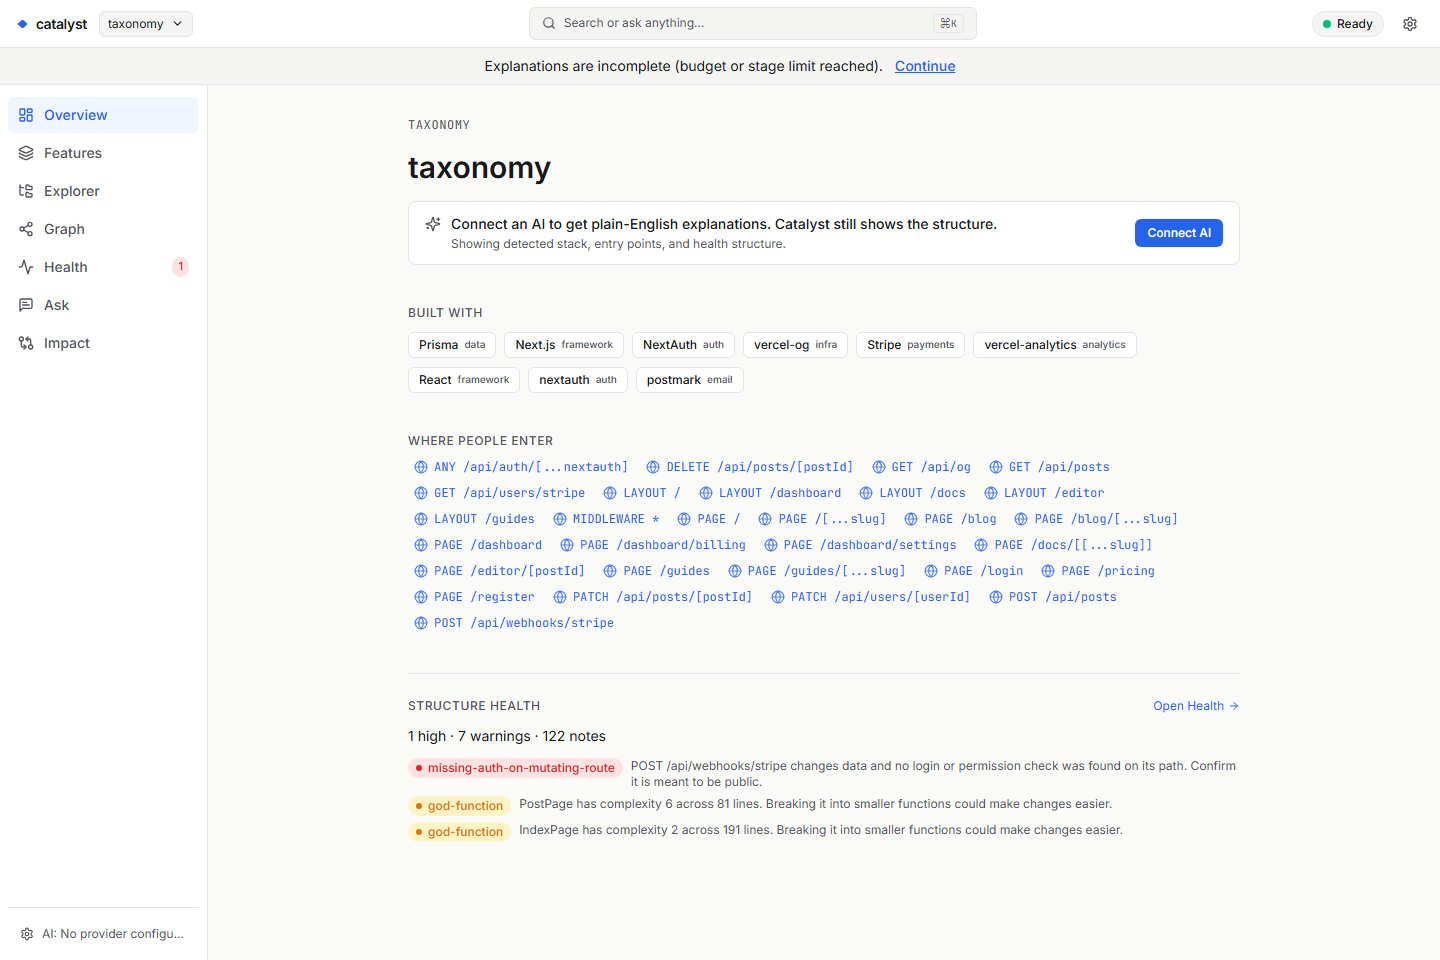 catalyst
taxonomy
Search or ask anything...
⌘K
Ready
Explanations are incomplete (budget or stage limit reached). Continue
Overview
Features
Explorer
Graph
Health 1
Ask
Impact
AI: No provider configu...
TAXONOMY
taxonomy
Connect an AI to get plain-English explanations. Catalyst still shows the structure.
Showing detected stack, entry points, and health structure.
Connect AI
BUILT WITH
Prisma data Next.js framework NextAuth auth vercel-og infra Stripe payments vercel-analytics analytics
React framework nextauth auth postmark email
WHERE PEOPLE ENTER
ANY /api/auth/[...nextauth] DELETE /api/posts/[postId] GET /api/og GET /api/posts
GET /api/users/stripe LAYOUT / LAYOUT /dashboard LAYOUT /docs LAYOUT /editor
LAYOUT /guides MIDDLEWARE * PAGE / PAGE /[...slug] PAGE /blog PAGE /blog/[...slug]
PAGE /dashboard PAGE /dashboard/billing PAGE /dashboard/settings PAGE /docs/[[...slug]]
PAGE /editor/[postId] PAGE /guides PAGE /guides/[...slug] PAGE /login PAGE /pricing
PAGE /register PATCH /api/posts/[postId] PATCH /api/users/[userId] POST /api/posts
POST /api/webhooks/stripe
STRUCTURE HEALTH
Open Health →
1 high · 7 warnings · 122 notes
missing-auth-on-mutating-route POST /api/webhooks/stripe changes data and no login or permission check was found on its path. Confirm
it is meant to be public.
god-function PostPage has complexity 6 across 81 lines. Breaking it into smaller functions could make changes easier.
god-function IndexPage has complexity 2 across 191 lines. Breaking it into smaller functions could make changes easier.